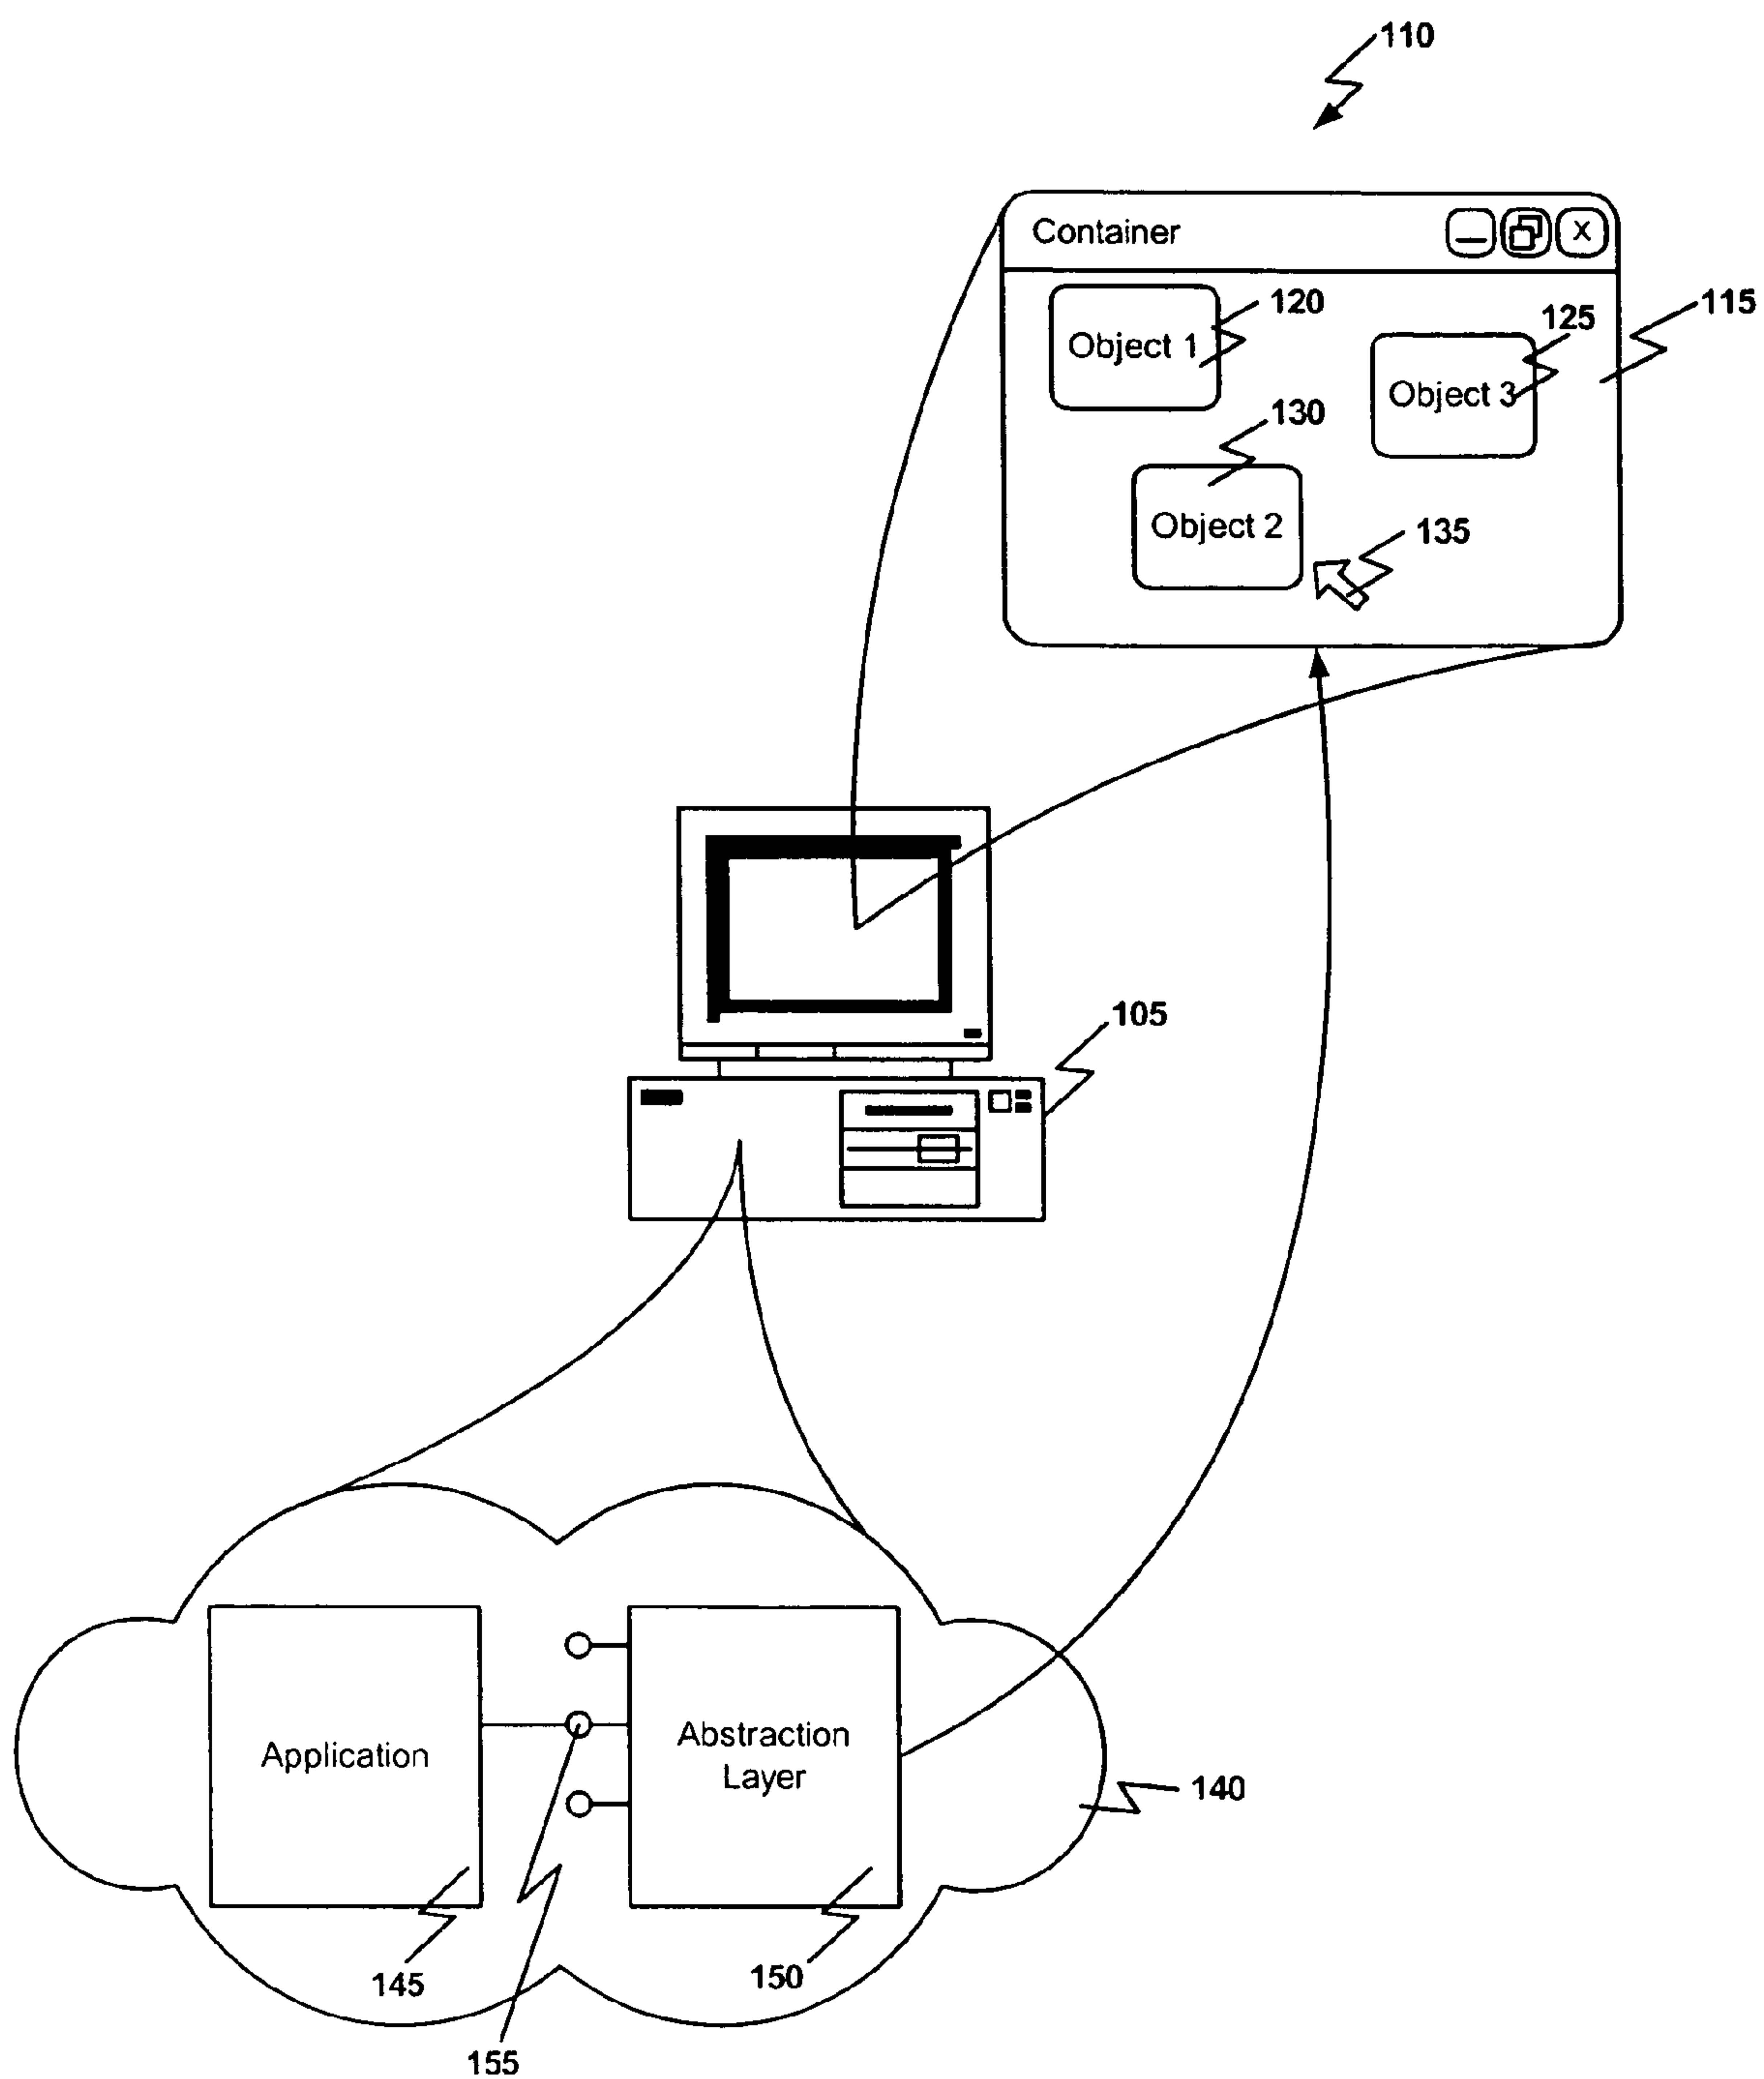 110
Container
X
120
115
125
Object 1
Object 3
130
Object 2
135
105
Application
Abstraction
Layer
140
145
150
155